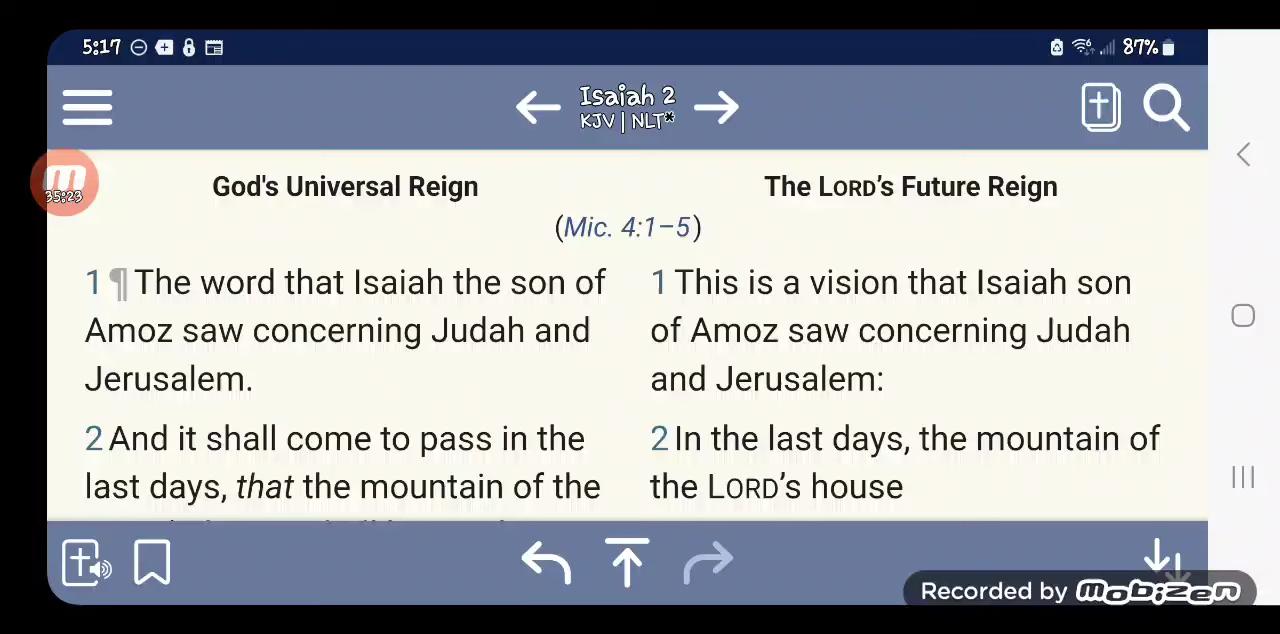 5:17
87%
Isaiah 2
KJV | NLT*
35:23
God's Universal Reign
The LORD's Future Reign
(Mic. 4:1–5)
1 ¶ The word that Isaiah the son of
Amoz saw concerning Judah and
Jerusalem.
2 And it shall come to pass in the
last days, that the mountain of the
1 This is a vision that Isaiah son
of Amoz saw concerning Judah
and Jerusalem:
2 In the last days, the mountain of
the LORD's house
Recorded by mobizen